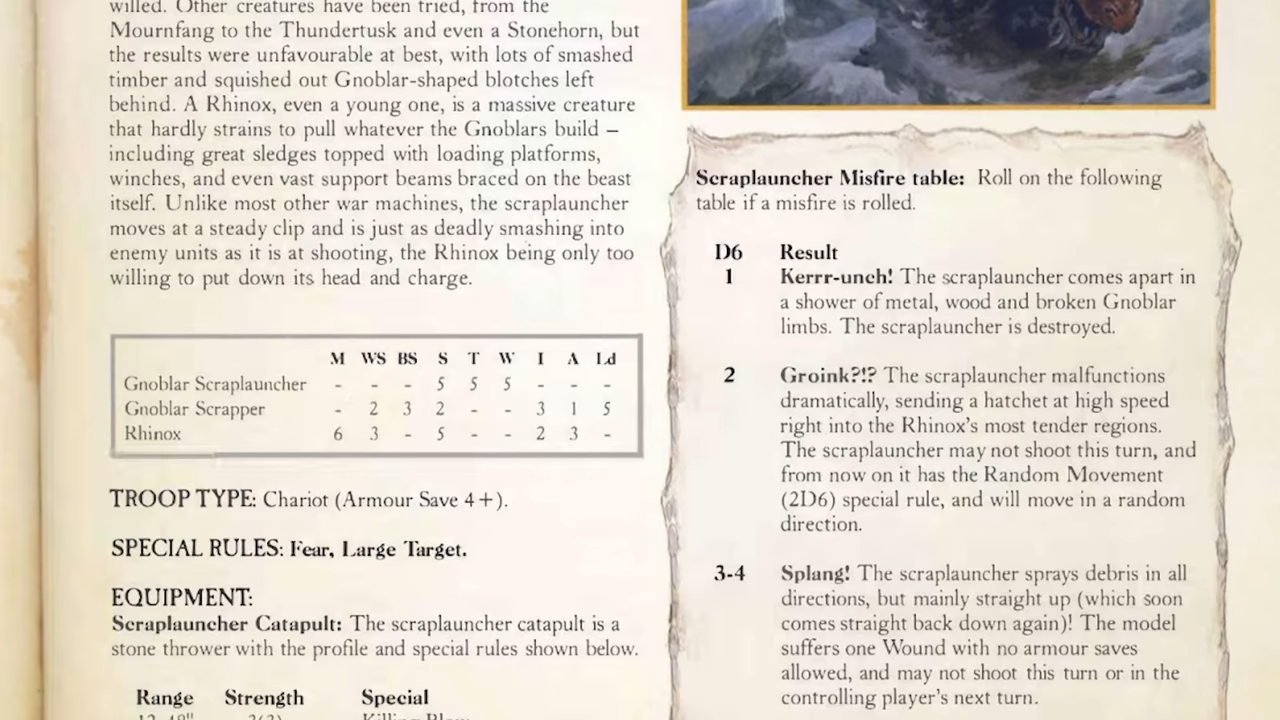 willed. Other creatures have been tried, from the
Mournfang to the Thundertusk and even a Stonehorn, but
the results were unfavourable at best, with lots of smashed
timber and squished out Gnoblar-shaped blotches left
behind. A Rhinox, even a young one, is a massive creature
that hardly strains to pull whatever the Gnoblars build –
including great sledges topped with loading platforms,
winches, and even vast support beams braced on the beast
itself. Unlike most other war machines, the scraplauncher
moves at a steady clip and is just as deadly smashing into
enemy units as it is at shooting, the Rhinox being only too
willing to put down its head and charge.
M WS BS S T W I A Ld
Gnoblar Scraplauncher - - - 5 5 5 - - -
Gnoblar Scrapper - 2 3 2 - - 3 1 5
Rhinox 6 3 - 5 - - 2 3 -
TROOP TYPE: Chariot (Armour Save 4+).
SPECIAL RULES: Fear, Large Target.
EQUIPMENT:
Scraplauncher Catapult: The scraplauncher catapult is a
stone thrower with the profile and special rules shown below.
Range Strength Special
12-48" 3(?) Killing Blow
Scraplauncher Misfire table: Roll on the following
table if a misfire is rolled.
D6 Result
1 Kerrr-unch! The scraplauncher comes apart in
a shower of metal, wood and broken Gnoblar
limbs. The scraplauncher is destroyed.
2 Groink?!? The scraplauncher malfunctions
dramatically, sending a hatchet at high speed
right into the Rhinox's most tender regions.
The scraplauncher may not shoot this turn, and
from now on it has the Random Movement
(2D6) special rule, and will move in a random
direction.
3-4 Splang! The scraplauncher sprays debris in all
directions, but mainly straight up (which soon
comes straight back down again)! The model
suffers one Wound with no armour saves
allowed, and may not shoot this turn or in the
controlling player's next turn.